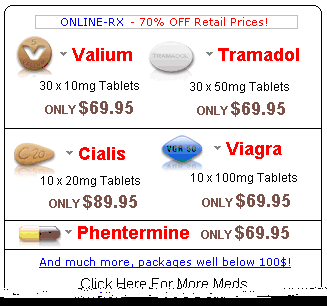 ONLINE-RX - 70% OFF Retail Prices!
Valium Tramadol
TRAMADOL
30 x 10mg Tablets 30 x 50mg Tablets
ONLY $69.95 ONLY $69.95
Cialis Viagra
VGR 50
10 x 20mg Tablets 10 x 100mg Tablets
ONLY $89.95 ONLY $69.95
Phentermine ONLY $69.95
And much more, packages well below 100$!
Click Here For More Meds